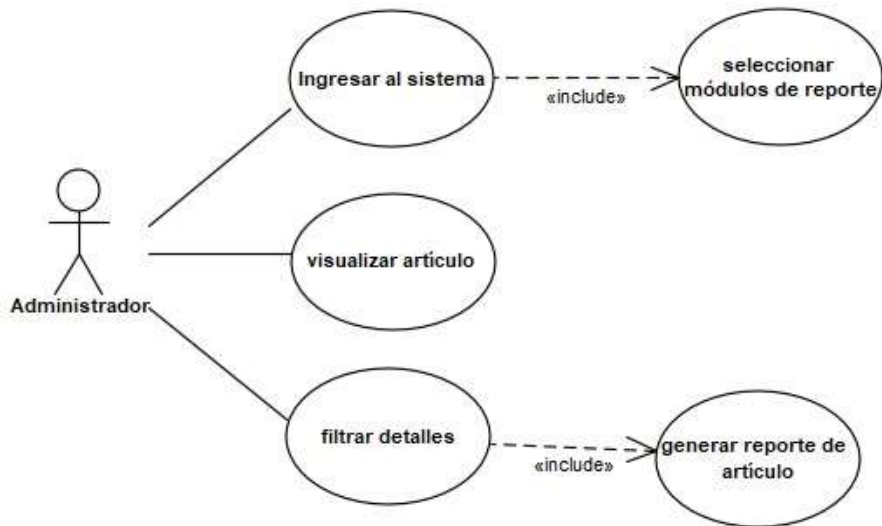 Ingresar al sistema
«include»
seleccionar
módulos de reporte
visualizar artículo
Administrador
filtrar detalles
«include»
generar reporte de
artículo